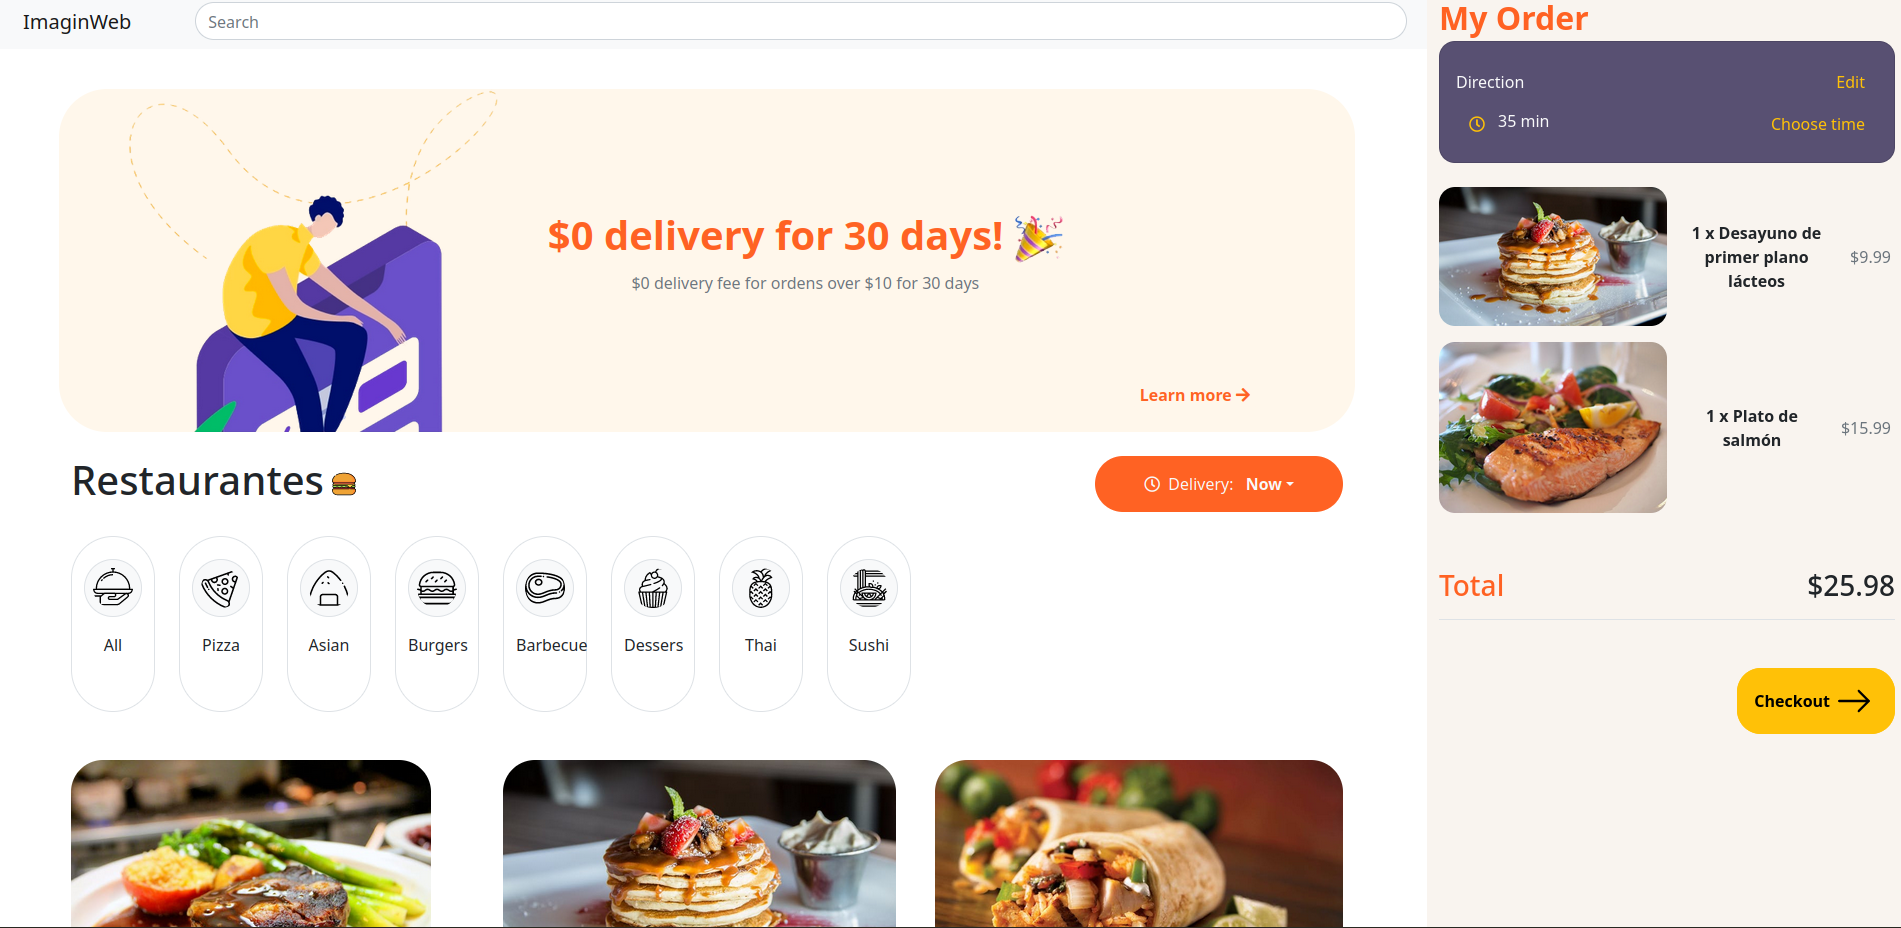 ImaginWeb
Search
$0 delivery for 30 days! 🎉
$0 delivery fee for ordens over $10 for 30 days
Learn more →
Restaurantes 🍔
Delivery: Now
All
Pizza
Asian
Burgers
Barbecue
Dessers
Thai
Sushi
My Order
Direction
Edit
35 min
Choose time
1 x Desayuno de
primer plano
lácteos
$9.99
1 x Plato de
salmón
$15.99
Total
$25.98
Checkout →